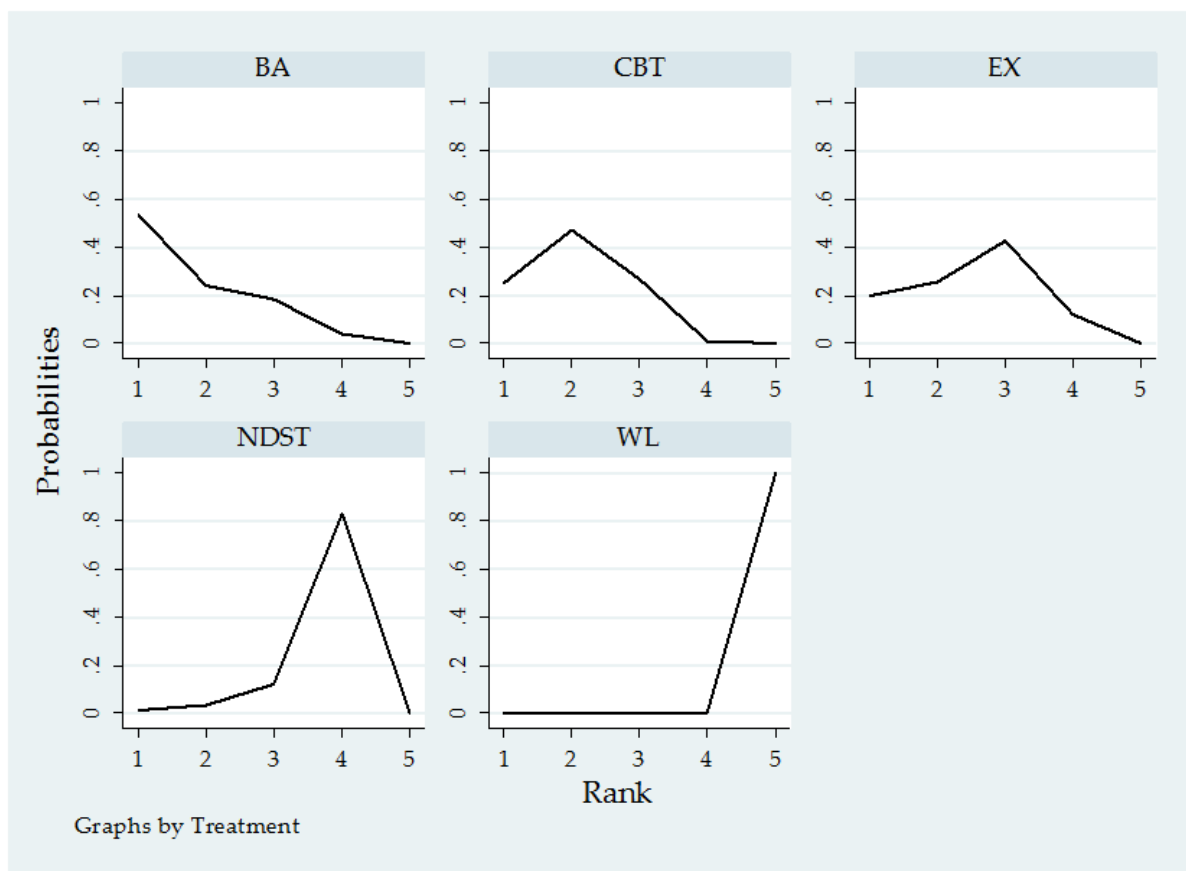 BA CBT EX
1 1 1
.8 .8 .8
.6 .6 .6
.4 .4 .4
.2 .2 .2
0 0 0
1 2 3 4 5 1 2 3 4 5 1 2 3 4 5
Probabilities
NDST WL
1 1
.8 .8
.6 .6
.4 .4
.2 .2
0 0
1 2 3 4 5 1 2 3 4 5
Rank
Graphs by Treatment